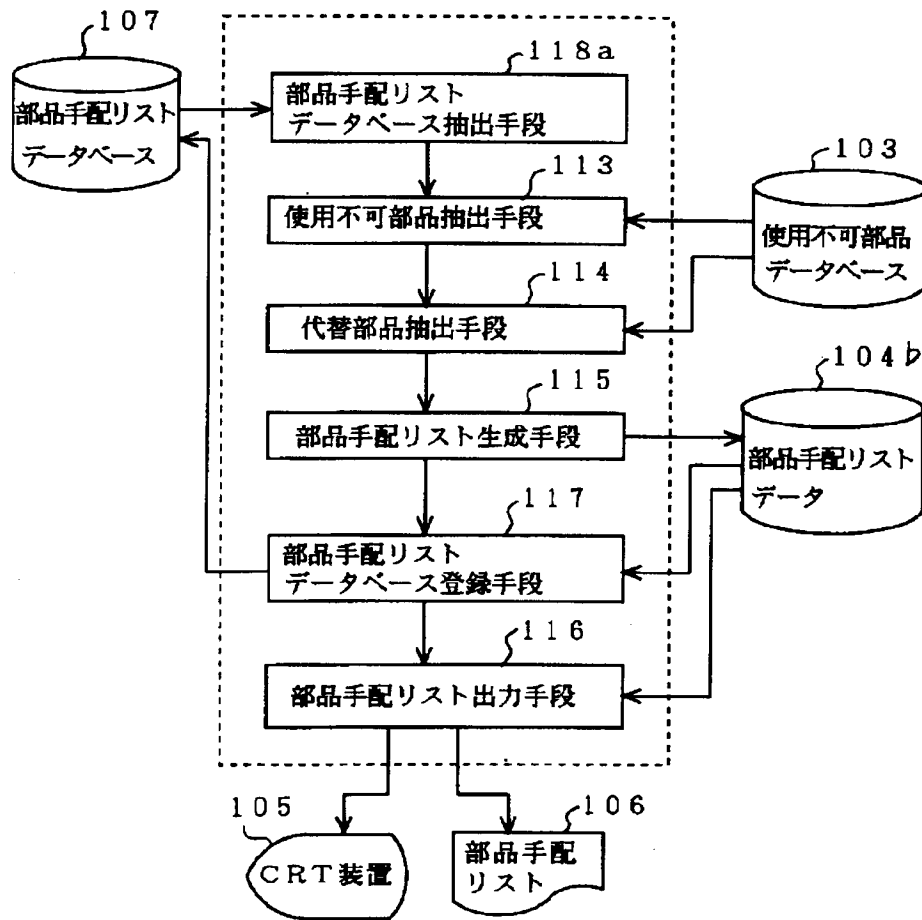 107
部品手配リスト
データベース
118a
部品手配リスト
データベース抽出手段
113
使用不可部品抽出手段
103
使用不可部品
データベース
114
代替部品抽出手段
115
部品手配リスト生成手段
104b
部品手配リスト
データ
117
部品手配リスト
データベース登録手段
116
部品手配リスト出力手段
105
CRT装置
106
部品手配
リスト